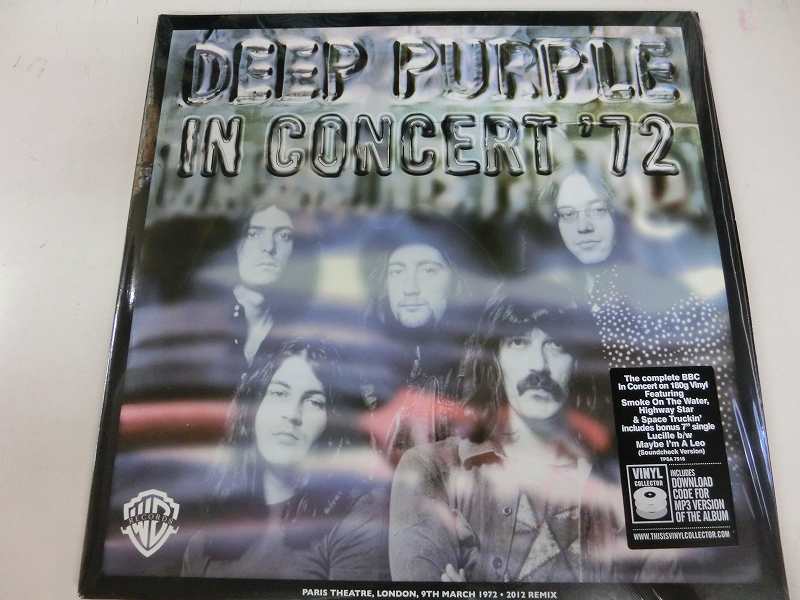 DEEP PURPLE
IN CONCERT '72
The complete BBC
In Concert on 180g Vinyl
Featuring
Smoke On The Water,
Highway Star
& Space Truckin'
Includes bonus 7" single
Lucille b/w
Maybe I'm A Leo
(Soundcheck Version)
TPSA 7515
VINYL
COLLECTOR
INCLUDES
DOWNLOAD
CODE FOR
MP3 VERSION
OF THE ALBUM
WWW.THISISVINYLCOLLECTOR.COM
WB
RECORDS
PARIS THEATRE, LONDON, 9TH MARCH 1972 • 2012 REMIX